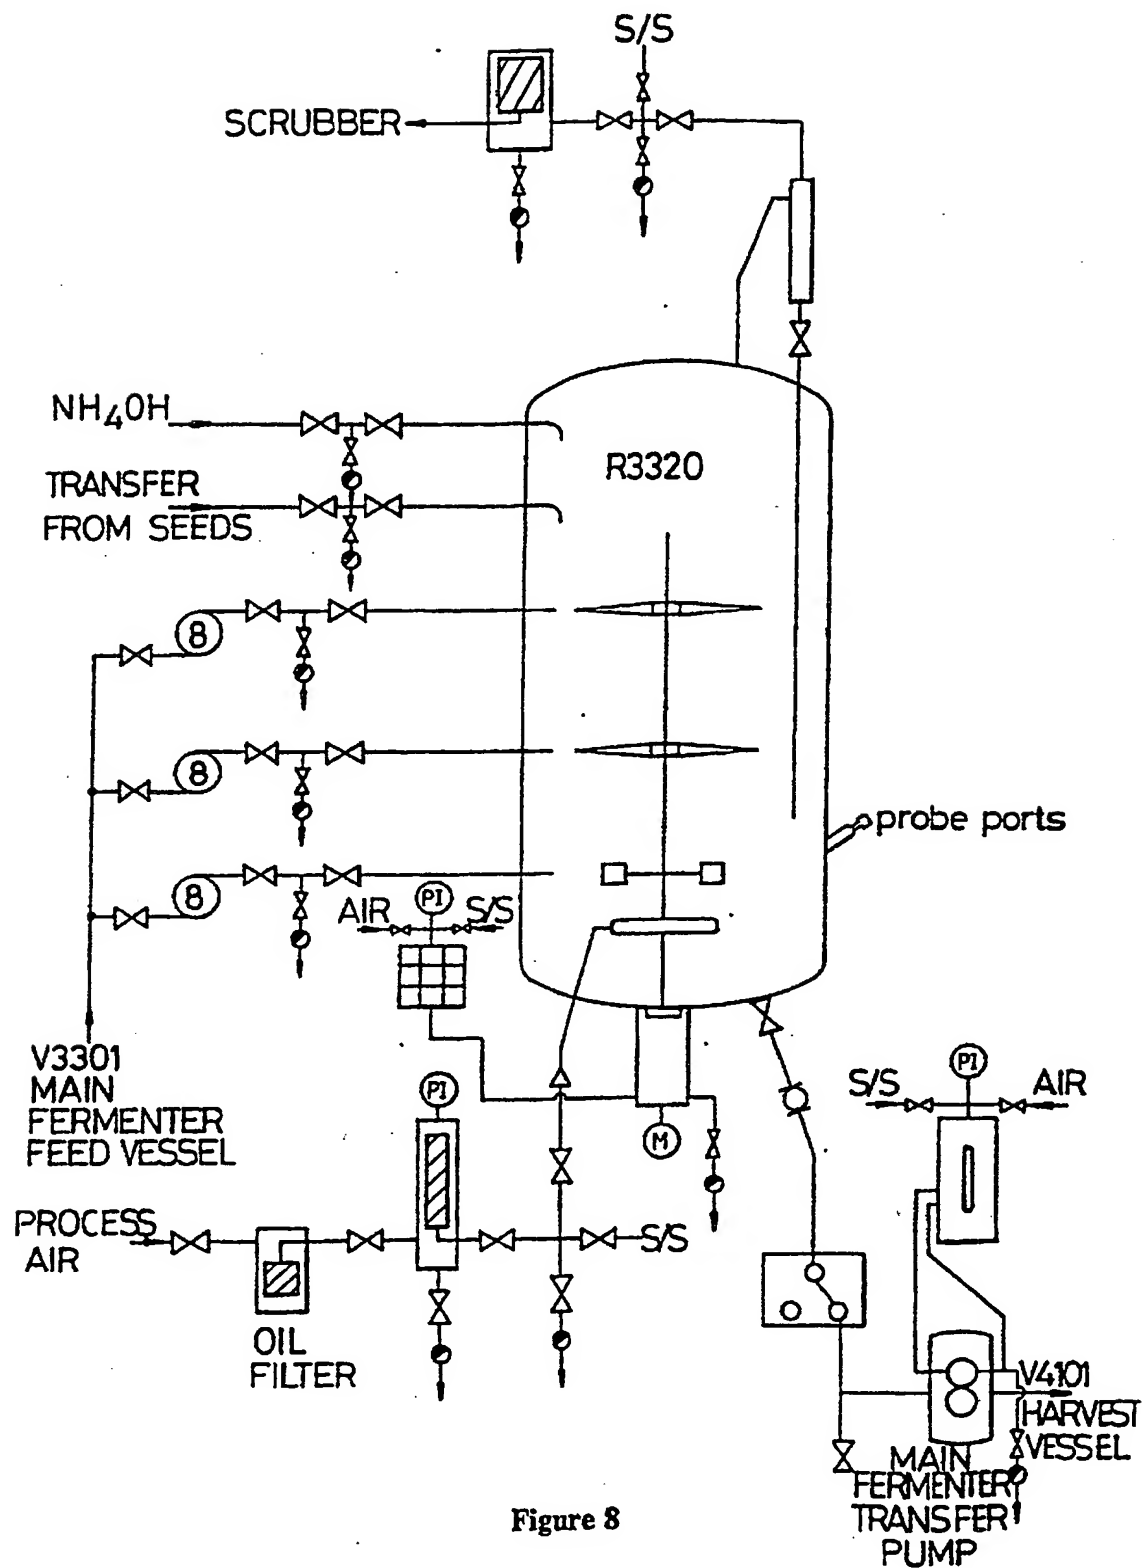 S/S
SCRUBBER
NH4OH
TRANSFER
FROM SEEDS
R3320
8
8
8
probe ports
PI
AIR
S/S
V3301
MAIN
FERMENTER
FEED VESSEL
PI
M
PI
S/S
AIR
PROCESS
AIR
S/S
OIL
FILTER
V4101
HARVEST
VESSEL
MAIN
FERMENTER
TRANSFER
PUMP
Figure 8